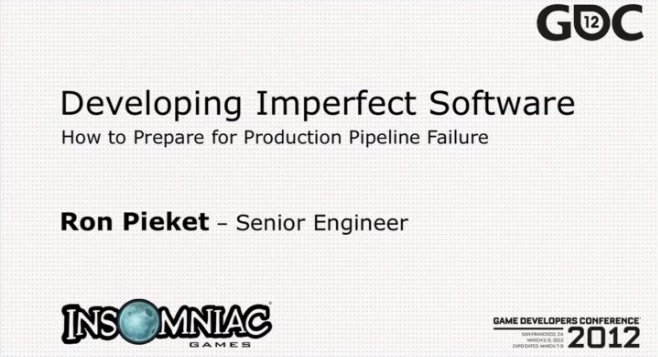 GDC 12
Developing Imperfect Software
How to Prepare for Production Pipeline Failure
Ron Pieket – Senior Engineer
INSOMNIAC
GAMES
GAME DEVELOPERS CONFERENCE
SAN FRANCISCO, CA
MARCH 5-9, 2012
EXPO DATES: MARCH 7-9
2012